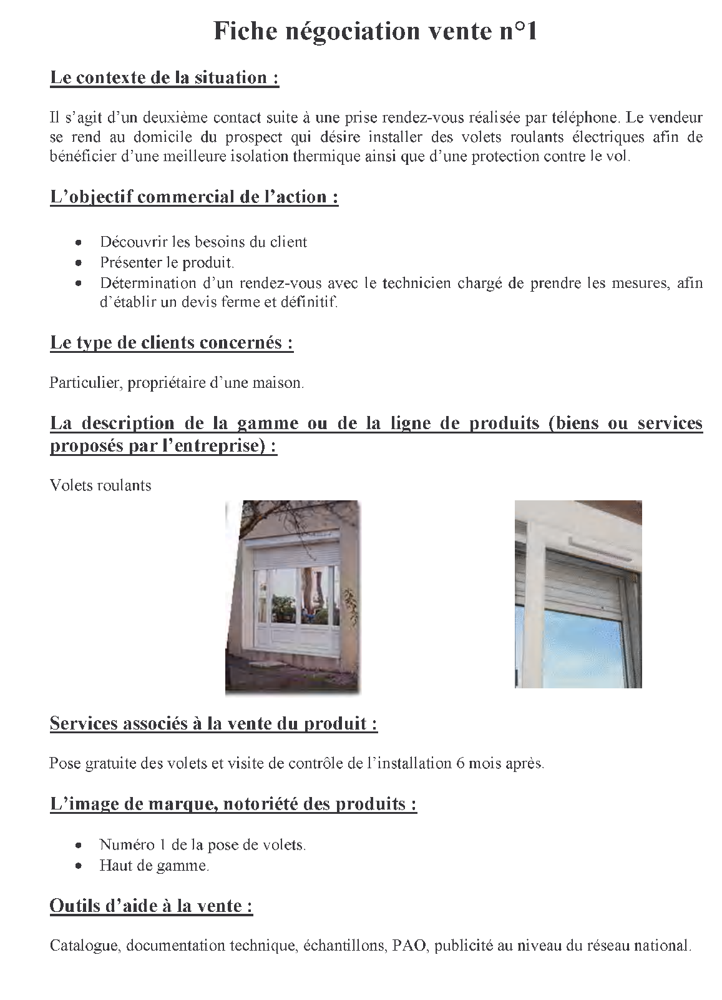 Fiche négociation vente n°1
Le contexte de la situation :
Il s’agit d’un deuxième contact suite à une prise rendez-vous réalisée par téléphone. Le vendeur
se rend au domicile du prospect qui désire installer des volets roulants électriques afin de
bénéficier d’une meilleure isolation thermique ainsi que d’une protection contre le vol.
L’objectif commercial de l’action :
• Découvrir les besoins du client
• Présenter le produit.
• Détermination d’un rendez-vous avec le technicien chargé de prendre les mesures, afin
d’établir un devis ferme et définitif.
Le type de clients concernés :
Particulier, propriétaire d’une maison.
La description de la gamme ou de la ligne de produits (biens ou services
proposés par l’entreprise) :
Volets roulants
Services associés à la vente du produit :
Pose gratuite des volets et visite de contrôle de l’installation 6 mois après.
L’image de marque, notoriété des produits :
• Numéro 1 de la pose de volets.
• Haut de gamme.
Outils d’aide à la vente :
Catalogue, documentation technique, échantillons, PAO, publicité au niveau du réseau national.